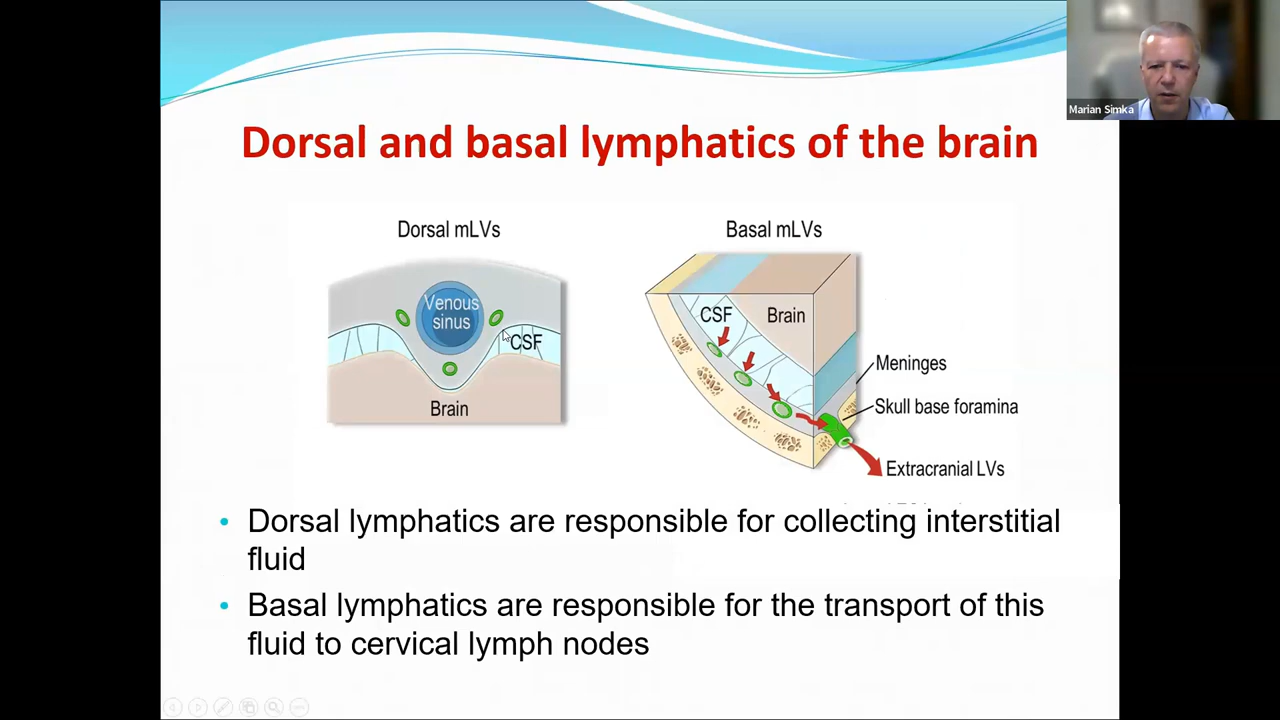 Marian Simka
Dorsal and basal lymphatics of the brain
Dorsal mLVs
Venous
sinus
CSF
Brain
Basal mLVs
CSF
Brain
Meninges
Skull base foramina
Extracranial LVs
• Dorsal lymphatics are responsible for collecting interstitial
fluid
• Basal lymphatics are responsible for the transport of this
fluid to cervical lymph nodes